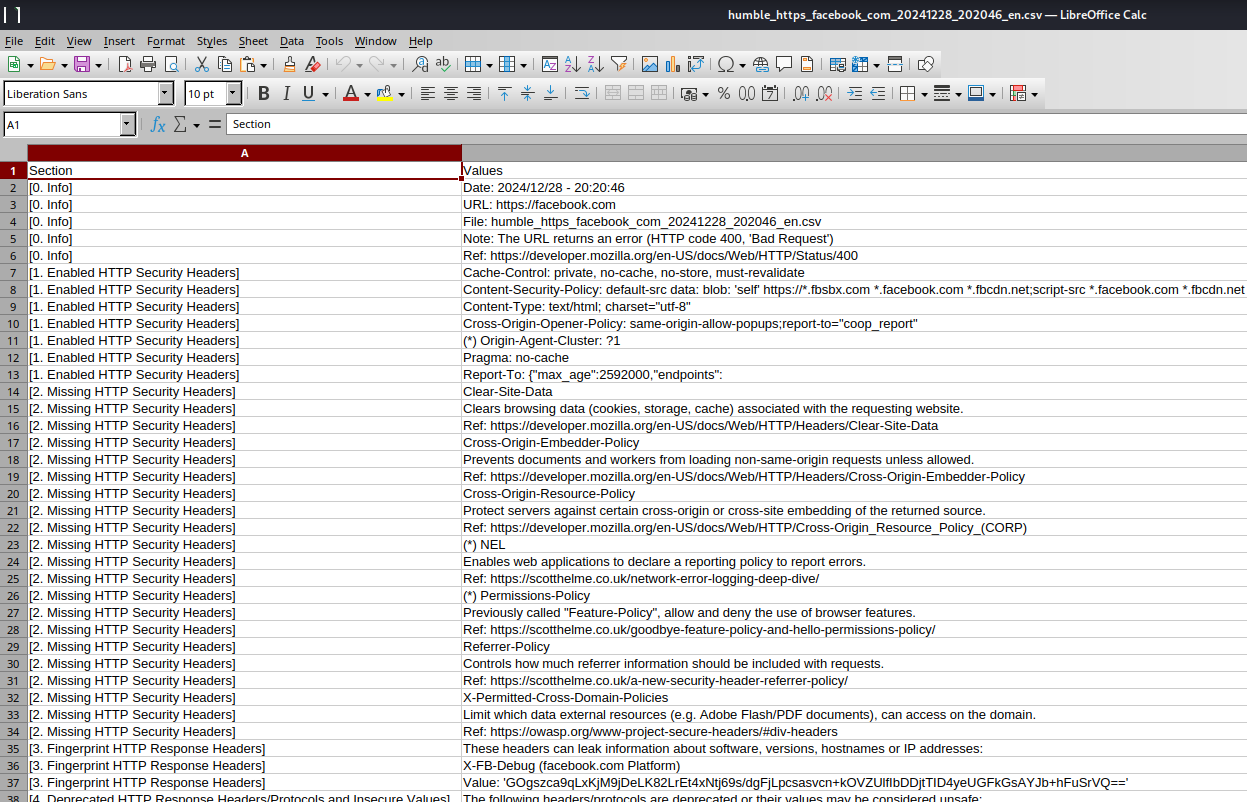 humble_https_facebook_com_20241228_202046_en.csv — LibreOffice Calc
File Edit View Insert Format Styles Sheet Data Tools Window Help
Liberation Sans 10 pt B I U A % 0.0
A1 fx Σ = Section
A
1 Section Values
2 [0. Info] Date: 2024/12/28 - 20:20:46
3 [0. Info] URL: https://facebook.com
4 [0. Info] File: humble_https_facebook_com_20241228_202046_en.csv
5 [0. Info] Note: The URL returns an error (HTTP code 400, 'Bad Request')
6 [0. Info] Ref: https://developer.mozilla.org/en-US/docs/Web/HTTP/Status/400
7 [1. Enabled HTTP Security Headers] Cache-Control: private, no-cache, no-store, must-revalidate
8 [1. Enabled HTTP Security Headers] Content-Security-Policy: default-src data: blob: 'self' https://*.fbsbx.com *.facebook.com *.fbcdn.net;script-src *.facebook.com *.fbcdn.net
9 [1. Enabled HTTP Security Headers] Content-Type: text/html; charset="utf-8"
10 [1. Enabled HTTP Security Headers] Cross-Origin-Opener-Policy: same-origin-allow-popups;report-to="coop_report"
11 [1. Enabled HTTP Security Headers] (*) Origin-Agent-Cluster: ?1
12 [1. Enabled HTTP Security Headers] Pragma: no-cache
13 [1. Enabled HTTP Security Headers] Report-To: {"max_age":2592000,"endpoints":
14 [2. Missing HTTP Security Headers] Clear-Site-Data
15 [2. Missing HTTP Security Headers] Clears browsing data (cookies, storage, cache) associated with the requesting website.
16 [2. Missing HTTP Security Headers] Ref: https://developer.mozilla.org/en-US/docs/Web/HTTP/Headers/Clear-Site-Data
17 [2. Missing HTTP Security Headers] Cross-Origin-Embedder-Policy
18 [2. Missing HTTP Security Headers] Prevents documents and workers from loading non-same-origin requests unless allowed.
19 [2. Missing HTTP Security Headers] Ref: https://developer.mozilla.org/en-US/docs/Web/HTTP/Headers/Cross-Origin-Embedder-Policy
20 [2. Missing HTTP Security Headers] Cross-Origin-Resource-Policy
21 [2. Missing HTTP Security Headers] Protect servers against certain cross-origin or cross-site embedding of the returned source.
22 [2. Missing HTTP Security Headers] Ref: https://developer.mozilla.org/en-US/docs/Web/HTTP/Cross-Origin_Resource_Policy_(CORP)
23 [2. Missing HTTP Security Headers] (*) NEL
24 [2. Missing HTTP Security Headers] Enables web applications to declare a reporting policy to report errors.
25 [2. Missing HTTP Security Headers] Ref: https://scotthelme.co.uk/network-error-logging-deep-dive/
26 [2. Missing HTTP Security Headers] (*) Permissions-Policy
27 [2. Missing HTTP Security Headers] Previously called "Feature-Policy", allow and deny the use of browser features.
28 [2. Missing HTTP Security Headers] Ref: https://scotthelme.co.uk/goodbye-feature-policy-and-hello-permissions-policy/
29 [2. Missing HTTP Security Headers] Referrer-Policy
30 [2. Missing HTTP Security Headers] Controls how much referrer information should be included with requests.
31 [2. Missing HTTP Security Headers] Ref: https://scotthelme.co.uk/a-new-security-header-referrer-policy/
32 [2. Missing HTTP Security Headers] X-Permitted-Cross-Domain-Policies
33 [2. Missing HTTP Security Headers] Limit which data external resources (e.g. Adobe Flash/PDF documents), can access on the domain.
34 [2. Missing HTTP Security Headers] Ref: https://owasp.org/www-project-secure-headers/#div-headers
35 [3. Fingerprint HTTP Response Headers] These headers can leak information about software, versions, hostnames or IP addresses:
36 [3. Fingerprint HTTP Response Headers] X-FB-Debug (facebook.com Platform)
37 [3. Fingerprint HTTP Response Headers] Value: 'GOgszca9qLxKjM9jDeLK82LrEt4xNtj69s/dgFjLpcsasvcn+kOVZUlfIbDDjtTlD4yeUGFkGsAYJb+hFuSrVQ=='
38 [4. Deprecated HTTP Response Headers/Protocols and Insecure Values] The following headers/protocols are deprecated or their values may be considered unsafe: